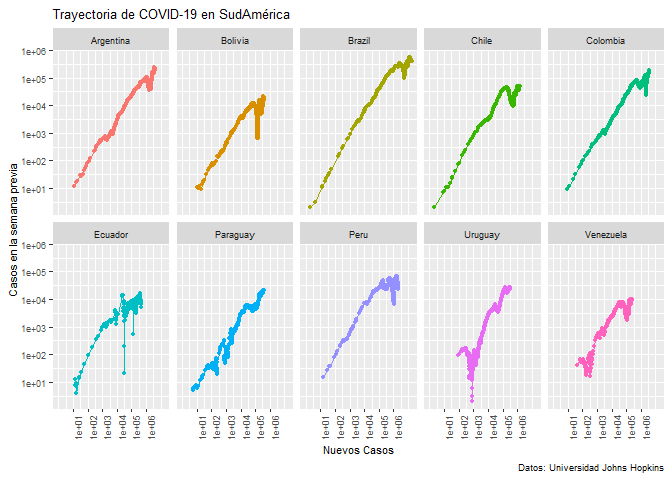 Trayectoria de COVID-19 en SudAmérica
Argentina
Bolivia
Brazil
Chile
Colombia
1e+06
1e+05
1e+04
1e+03
1e+02
1e+01
Casos en la semana previa
Ecuador
Paraguay
Peru
Uruguay
Venezuela
1e+06
1e+05
1e+04
1e+03
1e+02
1e+01
1e+01 1e+02 1e+03 1e+04 1e+05 1e+06
1e+01 1e+02 1e+03 1e+04 1e+05 1e+06
1e+01 1e+02 1e+03 1e+04 1e+05 1e+06
1e+01 1e+02 1e+03 1e+04 1e+05 1e+06
1e+01 1e+02 1e+03 1e+04 1e+05 1e+06
Nuevos Casos
Datos: Universidad Johns Hopkins